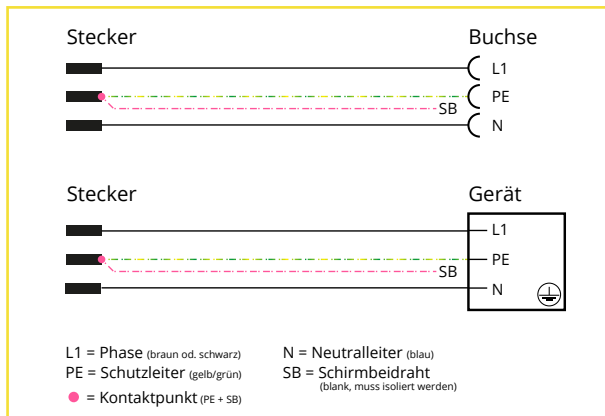 Stecker Buchse
L1
PE
SB
N
Stecker Gerät
L1
PE
SB
N
L1 = Phase (braun od. schwarz) N = Neutralleiter (blau)
PE = Schutzleiter (gelb/grün) SB = Schirmbeidraht
(blank, muss isoliert werden)
= Kontaktpunkt (PE + SB)